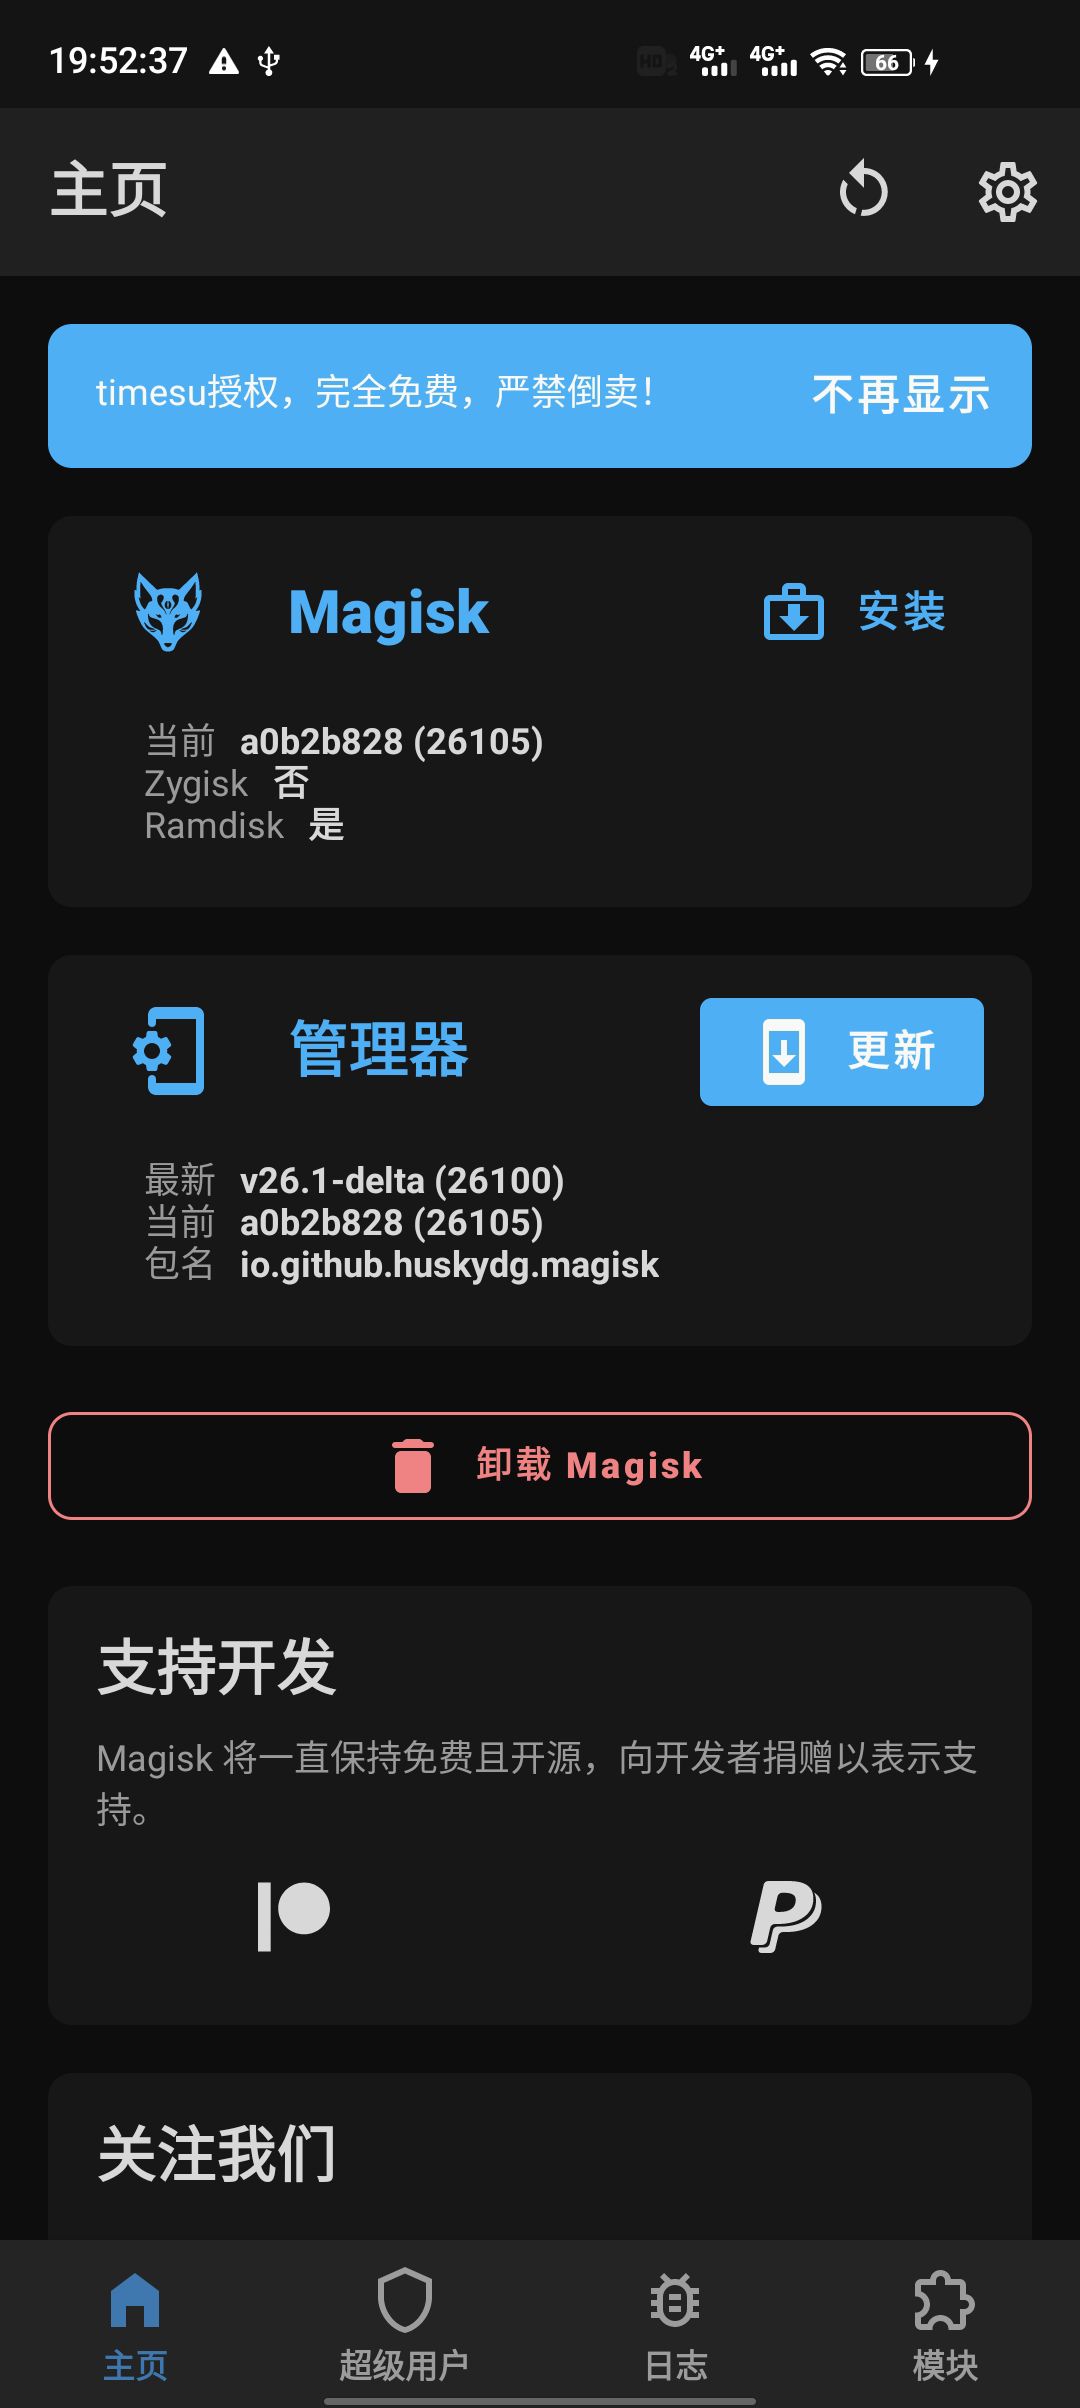 19:52:37
4G+ 4G+ 66
主页
timesu授权，完全免费，严禁倒卖！ 不再显示
Magisk 安装
当前 a0b2b828 (26105)
Zygisk 否
Ramdisk 是
管理器 更新
最新 v26.1-delta (26100)
当前 a0b2b828 (26105)
包名 io.github.huskydg.magisk
卸载 Magisk
支持开发
Magisk 将一直保持免费且开源，向开发者捐赠以表示支
持。
关注我们
主页 超级用户 日志 模块